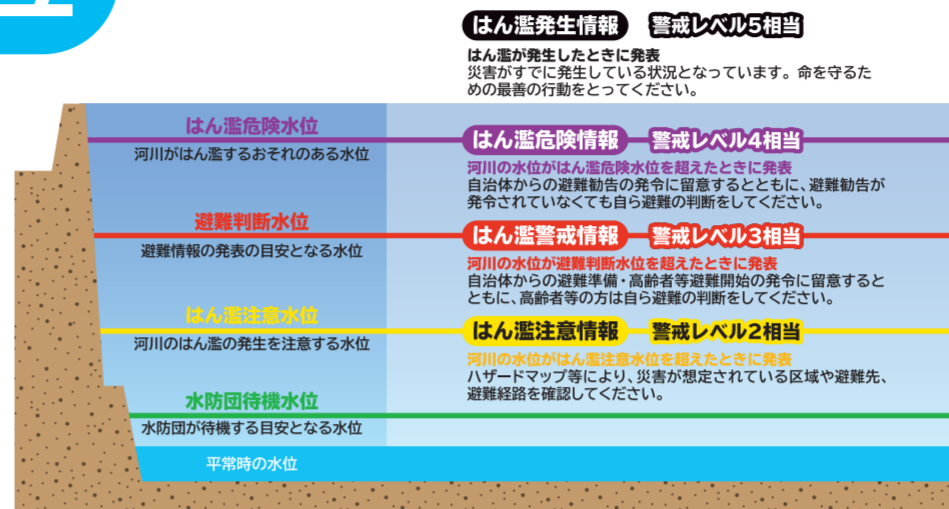 はん濫発生情報 警戒レベル5相当
はん濫が発生したときに発表
災害がすでに発生している状況となっています。命を守るた
めの最善の行動をとってください。
はん濫危険水位
河川がはん濫するおそれのある水位
はん濫危険情報 警戒レベル4相当
河川の水位がはん濫危険水位を超えたときに発表
自治体からの避難勧告の発令に留意するとともに、避難勧告が
発令されていなくても自ら避難の判断をしてください。
避難判断水位
避難情報の発表の目安となる水位
はん濫警戒情報 警戒レベル3相当
河川の水位が避難判断水位を超えたときに発表
自治体からの避難準備・高齢者等避難開始の発令に留意すると
ともに、高齢者等の方は自ら避難の判断をしてください。
はん濫注意水位
河川のはん濫の発生を注意する水位
はん濫注意情報 警戒レベル2相当
河川の水位がはん濫注意水位を超えたときに発表
ハザードマップ等により、災害が想定されている区域や避難先、
避難経路を確認してください。
水防団待機水位
水防団が待機する目安となる水位
平常時の水位